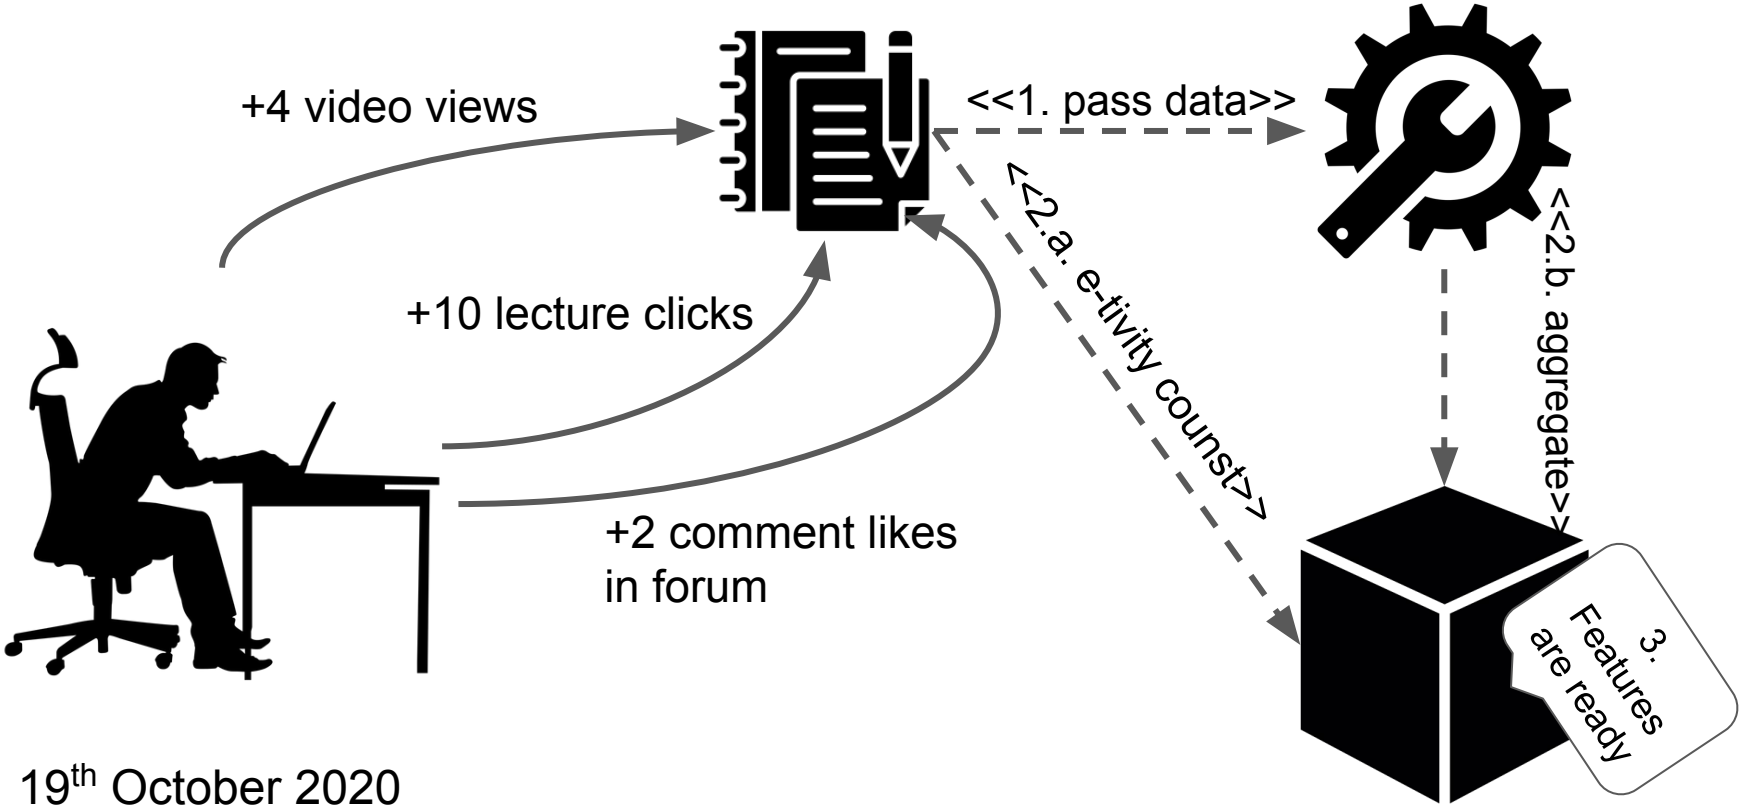 +4 video views
<<1. pass data>>
<<2.a. e-tivity counst>>
<<2.b. aggregate>>
+10 lecture clicks
+2 comment likes
in forum
3.
Features
are ready
19th October 2020